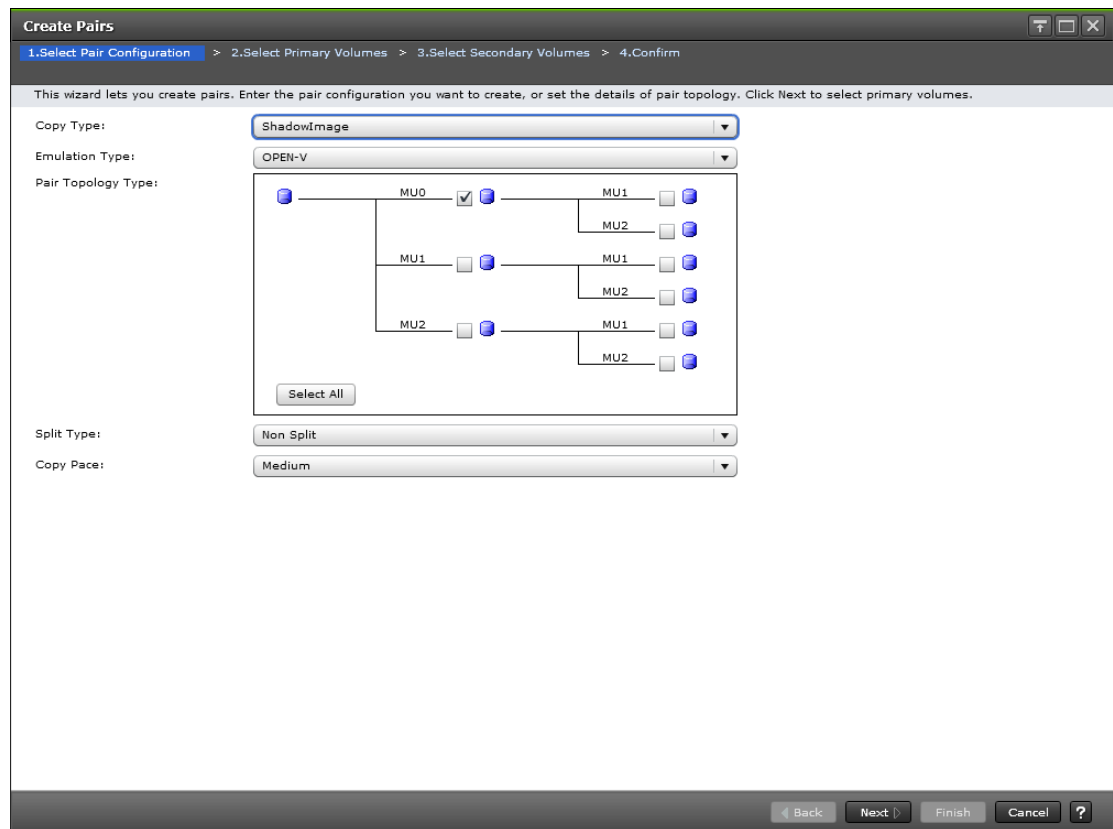 Create Pairs
1.Select Pair Configuration > 2.Select Primary Volumes > 3.Select Secondary Volumes > 4.Confirm
This wizard lets you create pairs. Enter the pair configuration you want to create, or set the details of pair topology. Click Next to select primary volumes.
Copy Type: ShadowImage
Emulation Type: OPEN-V
Pair Topology Type:
MU0 MU1
MU2
MU1 MU1
MU2
MU2 MU1
MU2
Select All
Split Type: Non Split
Copy Pace: Medium
Back Next Finish Cancel ?